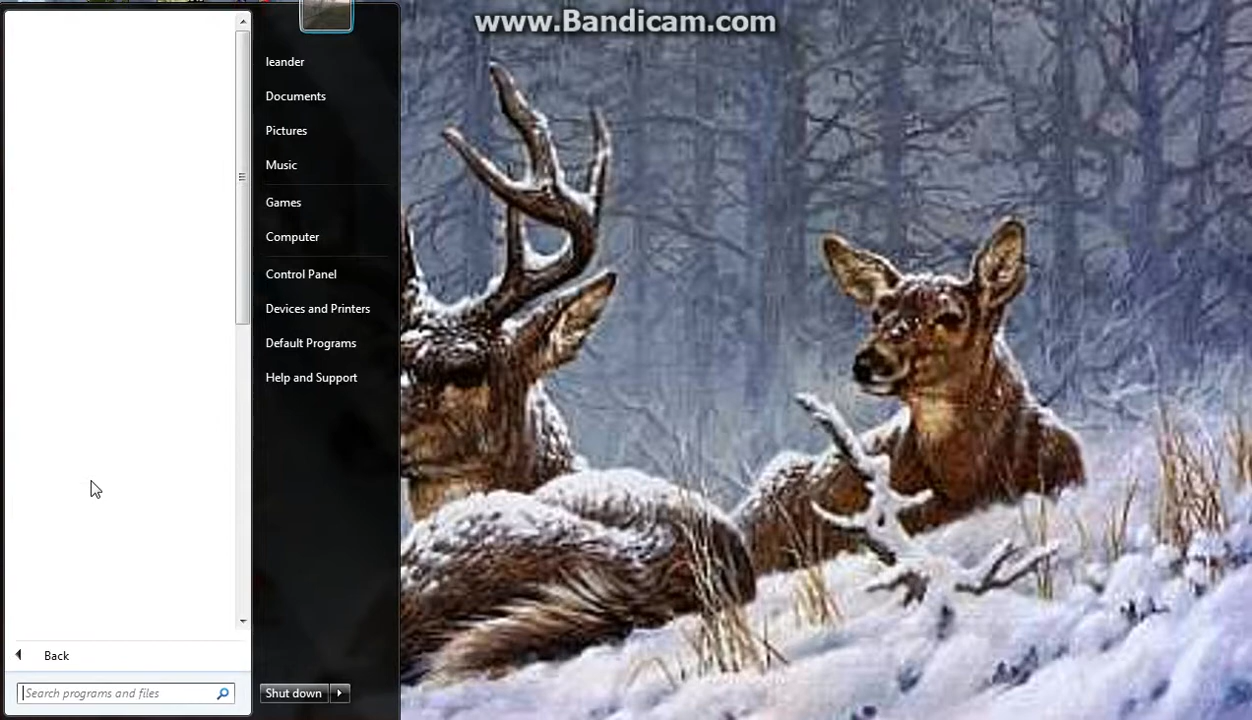 www.Bandicam.com
leander
Documents
Pictures
Music
Games
Computer
Control Panel
Devices and Printers
Default Programs
Help and Support
Back
Search programs and files
Shut down